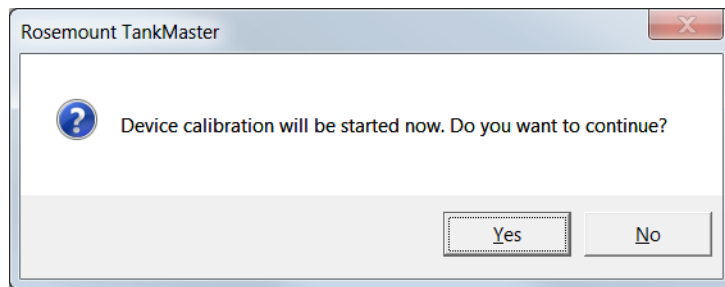 Rosemount TankMaster
Device calibration will be started now. Do you want to continue?
Yes
No